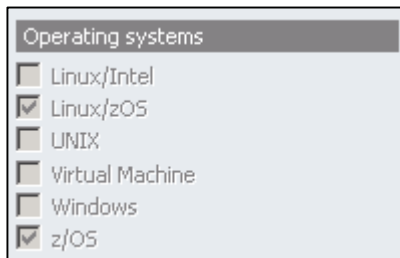 Operating systems
Linux/Intel
Linux/zOS
UNIX
Virtual Machine
Windows
z/OS